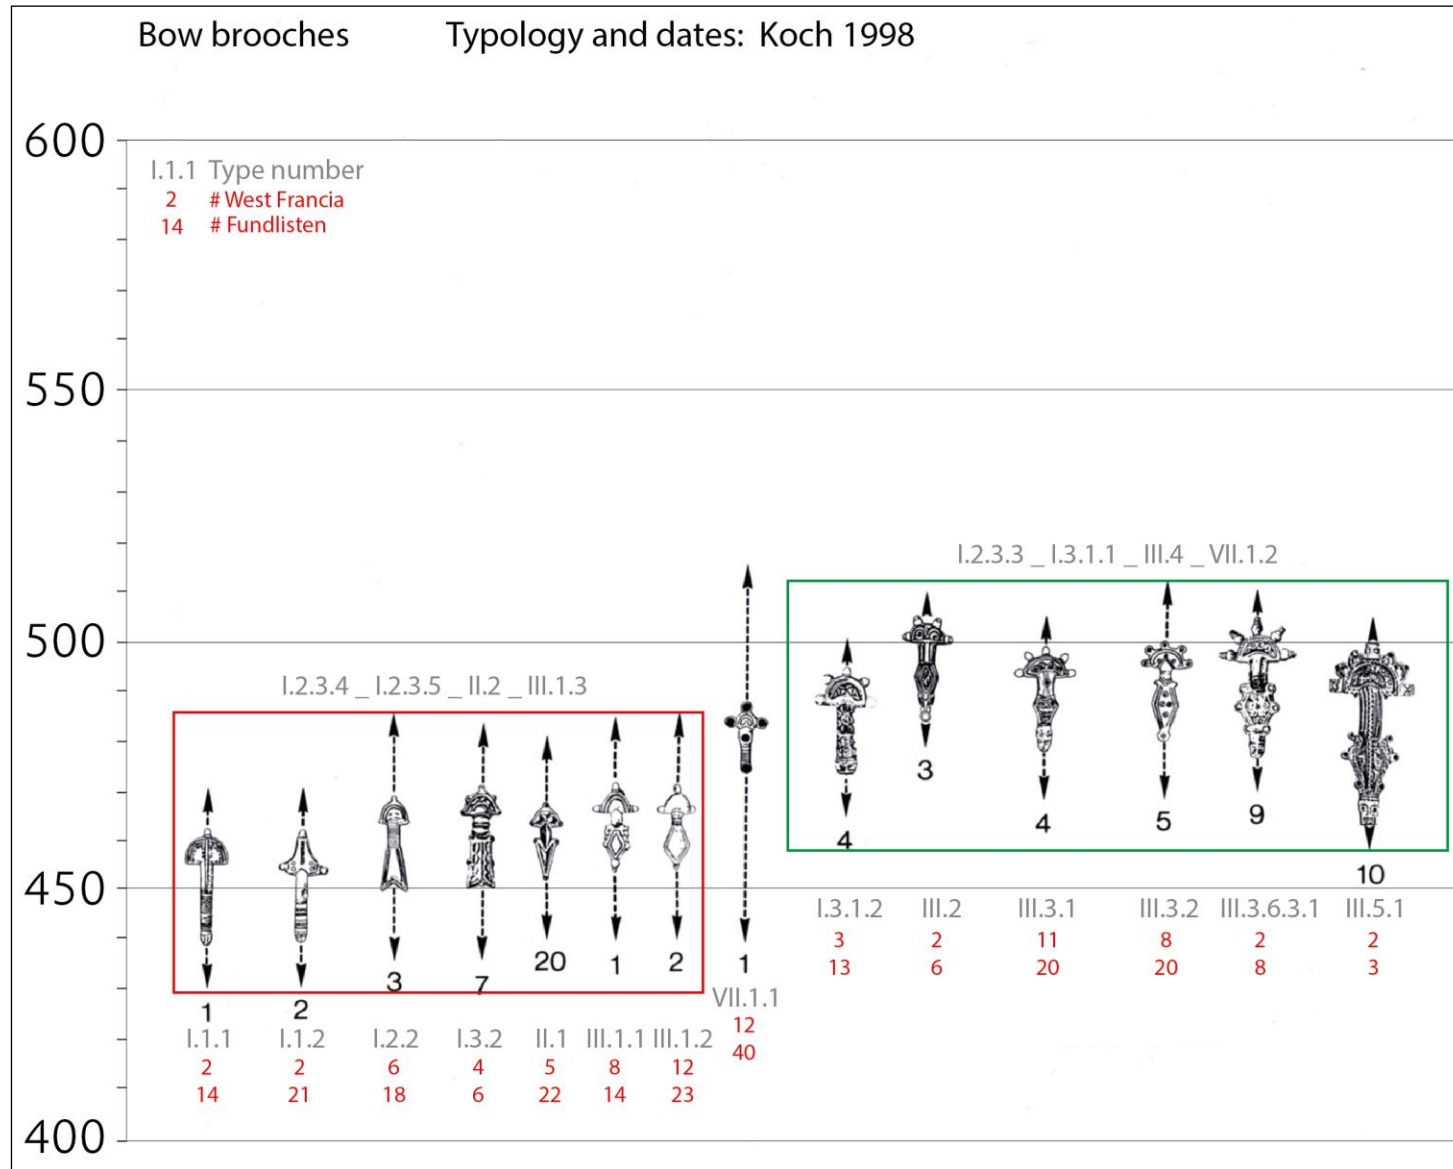 Bow brooches Typology and dates: Koch 1998
600
I.1.1 Type number
2 # West Francia
14 # Fundlisten
550
I.2.3.3 _ I.3.1.1 _ III.4 _ VII.1.2
500
I.2.3.4 _ I.2.3.5 _ II.2 _ III.1.3
450
1 2 3 7 20 1 2 1 4 3 4 5 9 10
I.3.1.2 III.2 III.3.1 III.3.2 III.3.6.3.1 III.5.1
3 2 11 8 2 2
13 6 20 20 8 3
VII.1.1
12
40
I.1.1 I.1.2 I.2.2 I.3.2 II.1 III.1.1 III.1.2
2 2 6 4 5 8 12
14 21 18 6 22 14 23
400